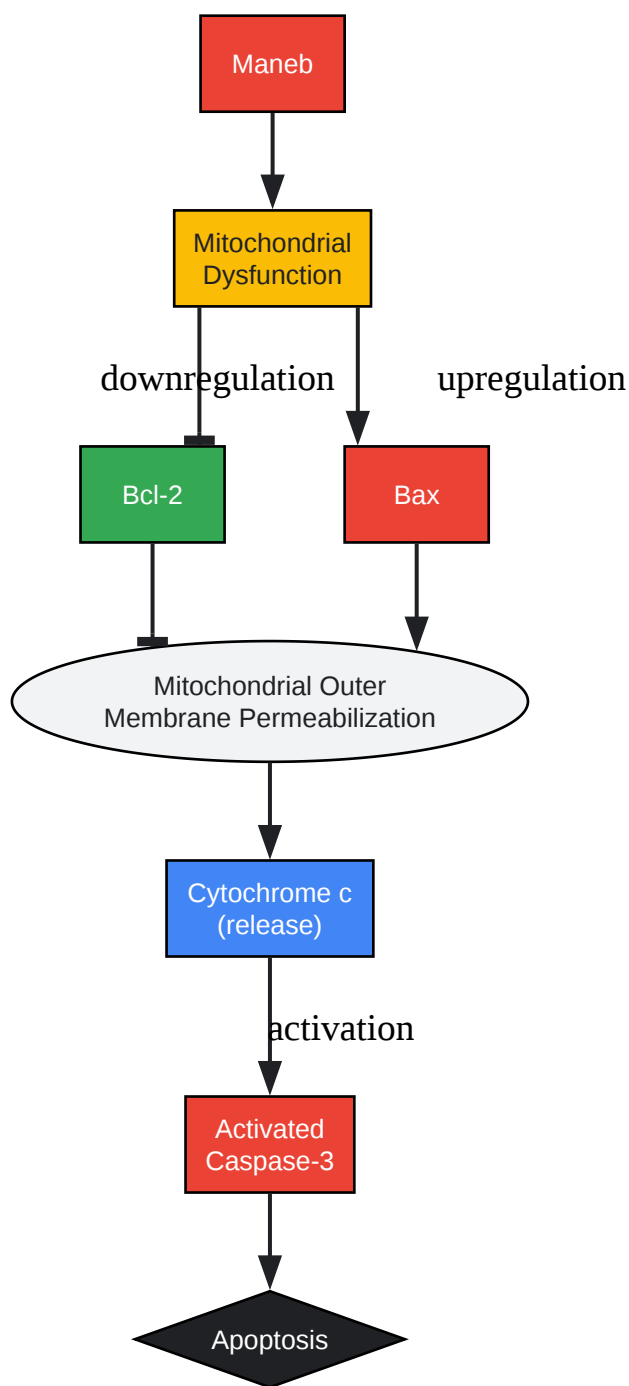 Maneb
Mitochondrial
Dysfunction
downregulation
upregulation
Bcl-2
Bax
Mitochondrial Outer
Membrane Permeabilization
Cytochrome c
(release)
activation
Activated
Caspase-3
Apoptosis